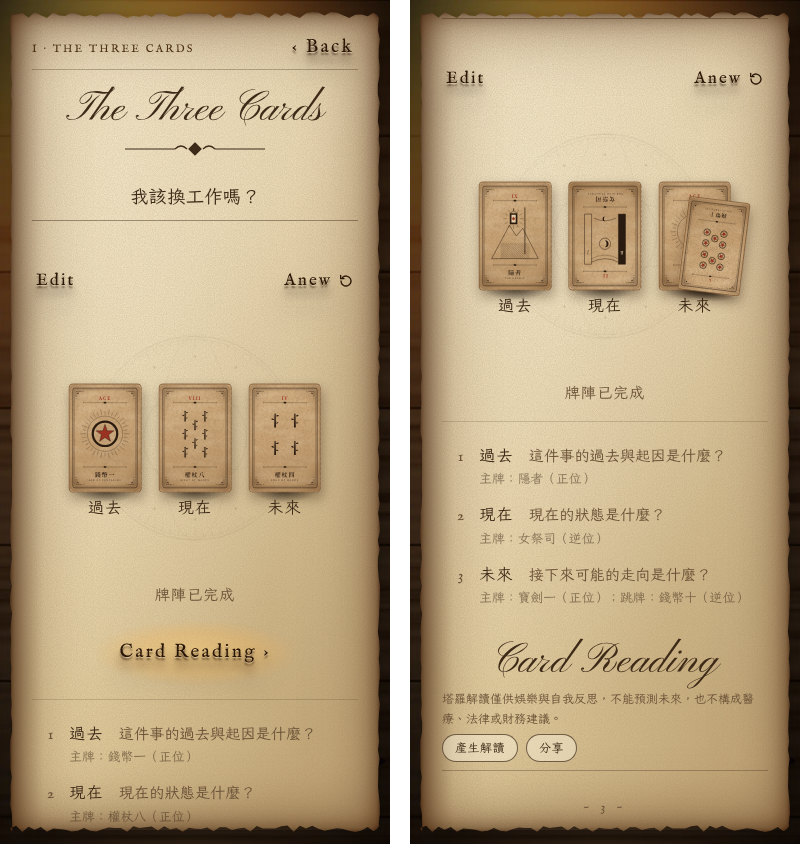 I · THE THREE CARDS
‹ Back
The Three Cards
我該換工作嗎？
Edit
Anew
ACE
VIII
IV
錢幣一
權杖八
權杖四
過去
現在
未來
牌陣已完成
Card Reading ›
1 過去 這件事的過去與起因是什麼？
主牌：錢幣一（正位）
2 現在 現在的狀態是什麼？
主牌：權杖八（正位）
Edit
Anew
IX
女祭司
隱者
II
錢幣十
過去
現在
未來
牌陣已完成
1 過去 這件事的過去與起因是什麼？
主牌：隱者（正位）
2 現在 現在的狀態是什麼？
主牌：女祭司（逆位）
3 未來 接下來可能的走向是什麼？
主牌：寶劍一（正位）；跳牌：錢幣十（逆位）
Card Reading
塔羅解讀僅供娛樂與自我反思，不能預測未來，也不構成醫
療、法律或財務建議。
產生解讀
分享
- 3 -